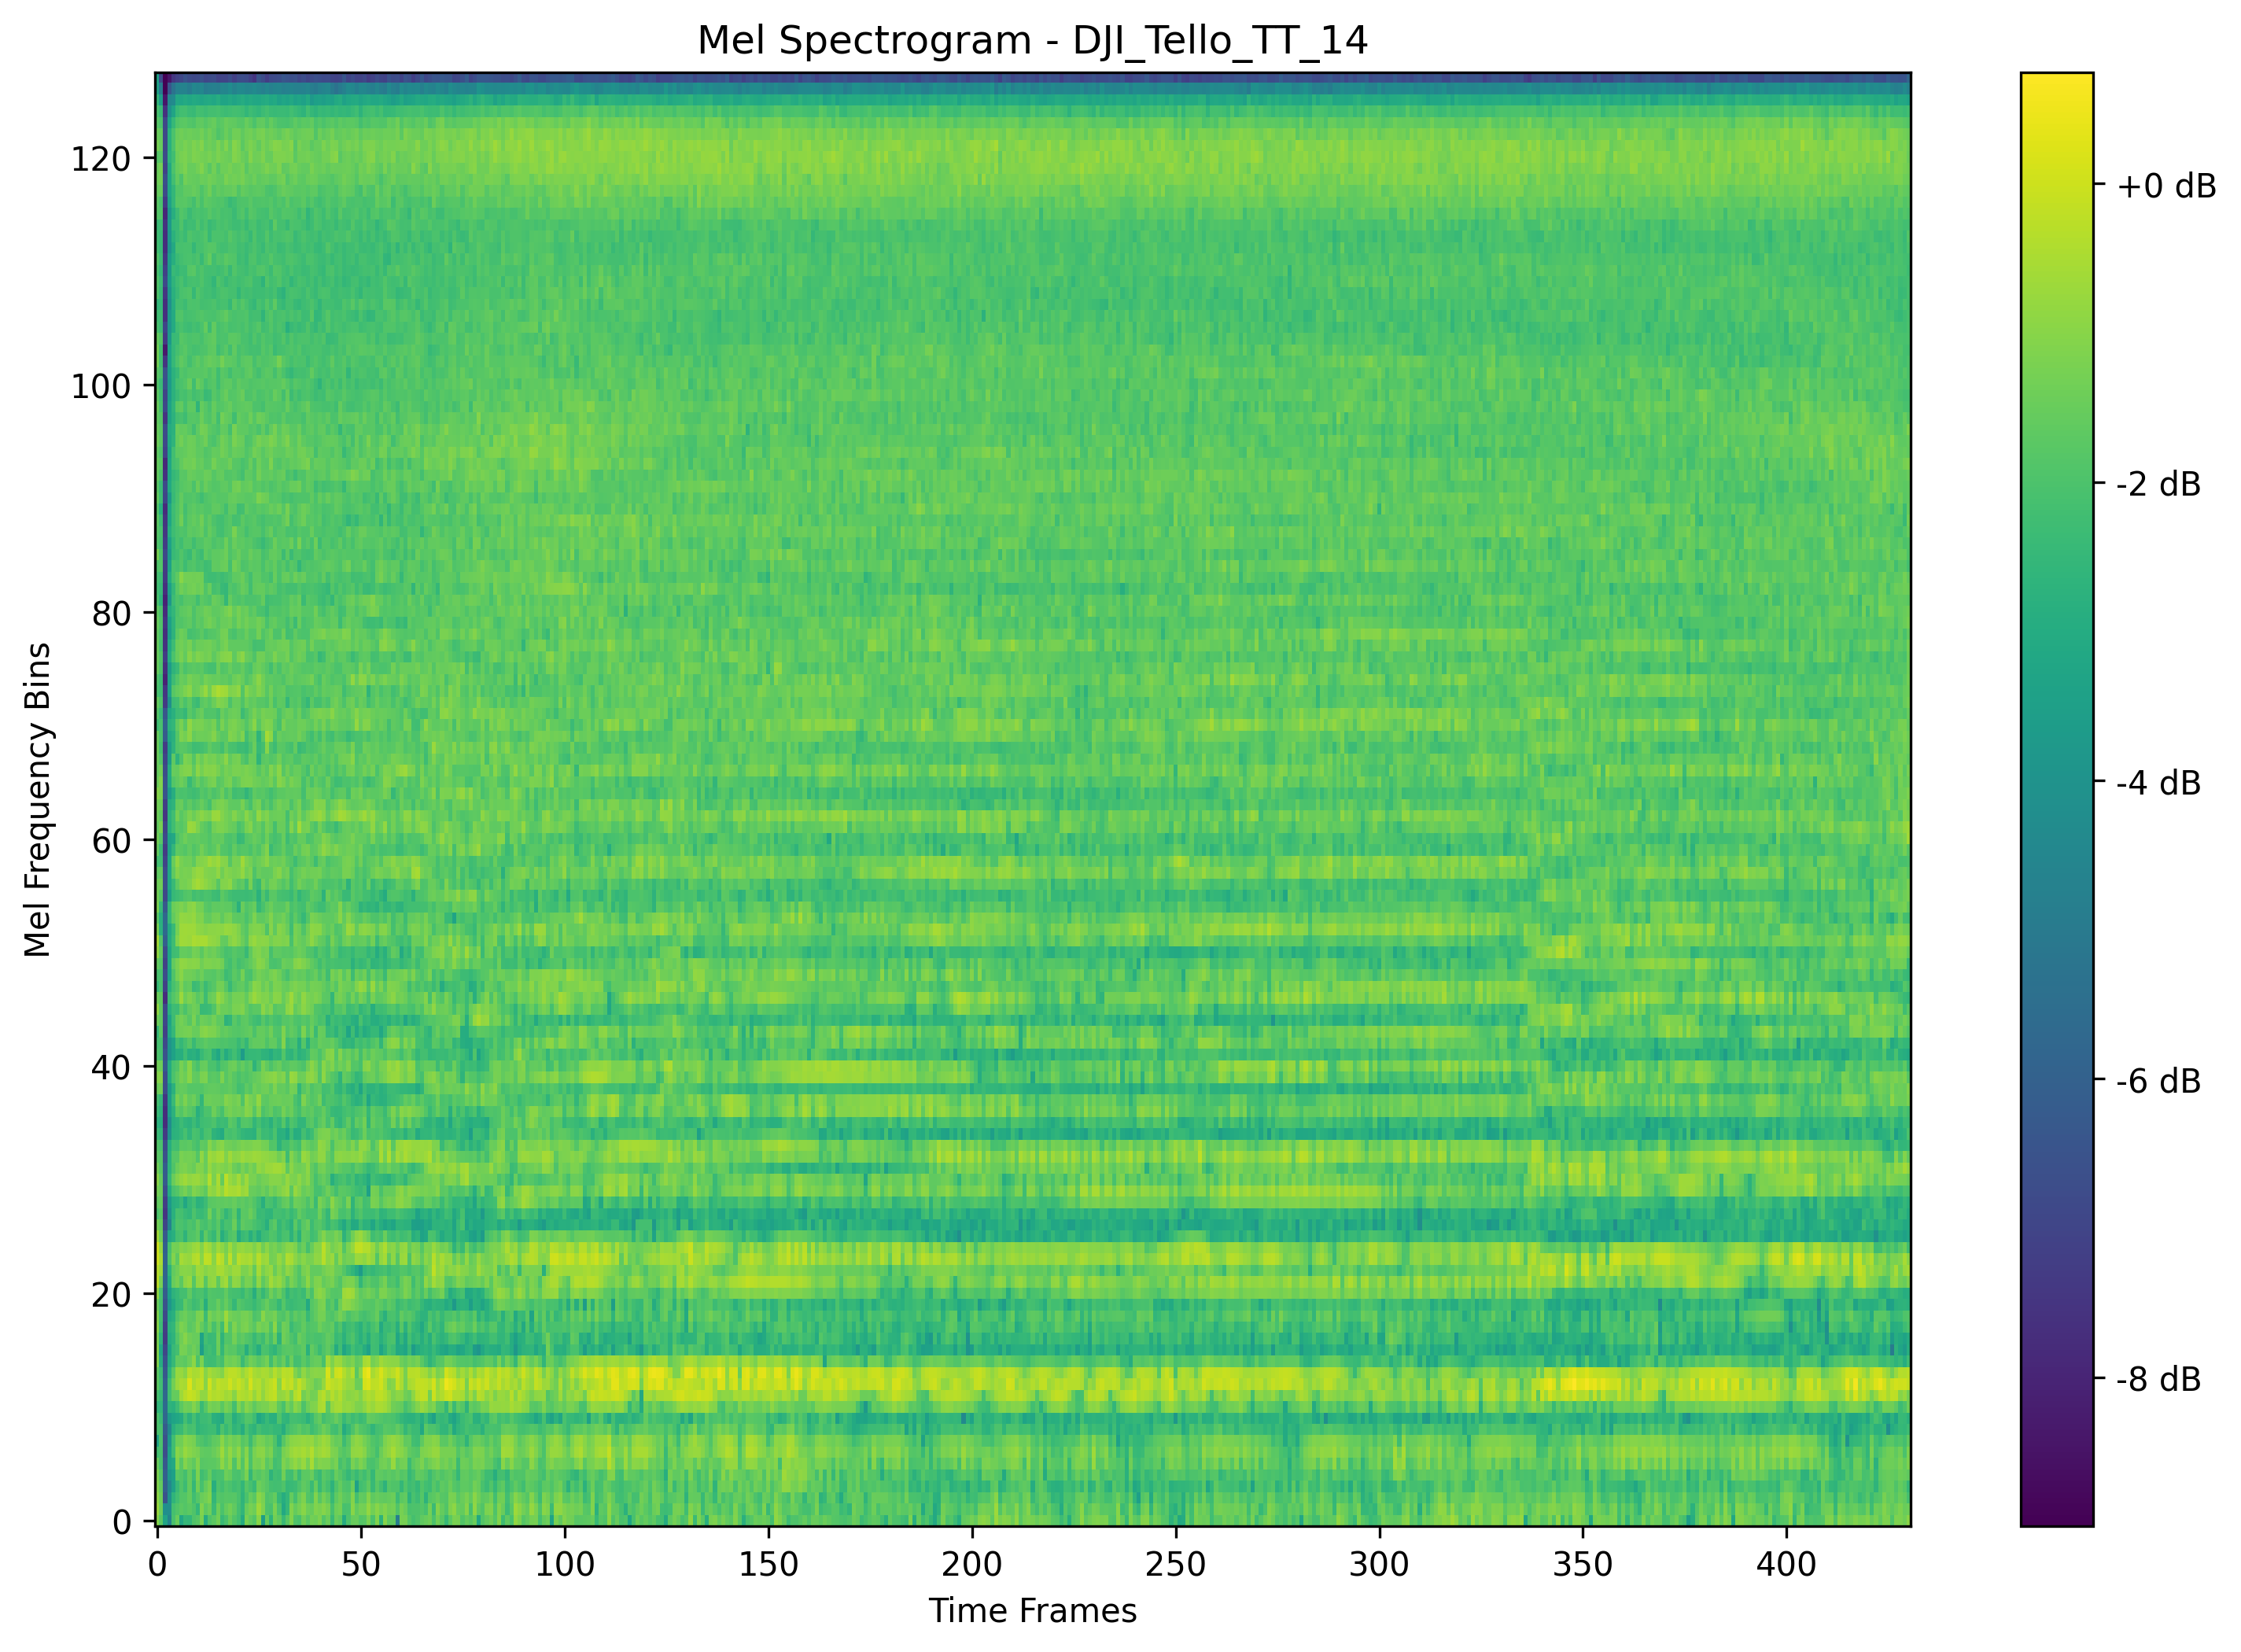 Mel Spectrogram - DJI_Tello_TT_14
Mel Frequency Bins
120
100
80
60
40
20
0
0 50 100 150 200 250 300 350 400
Time Frames
+0 dB
-2 dB
-4 dB
-6 dB
-8 dB